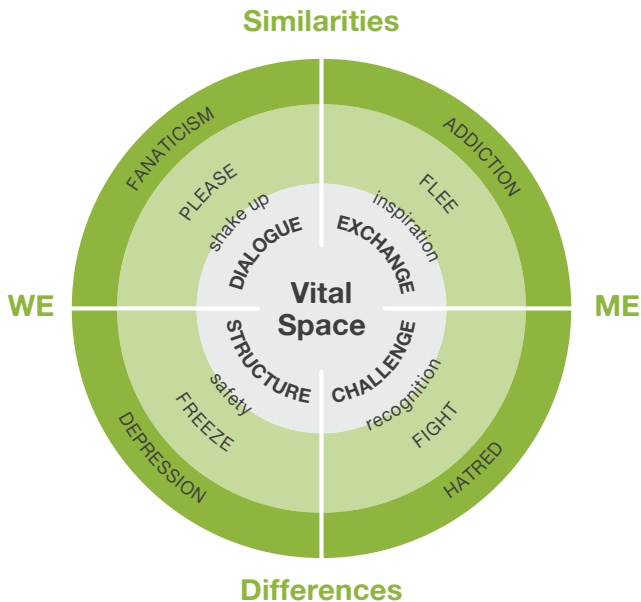 Similarities
FANATICISM
ADDICTION
PLEASE
FLEE
shake up
inspiration
DIALOGUE
EXCHANGE
WE
Vital
Space
ME
STRUCTURE
CHALLENGE
safety
recognition
FREEZE
FIGHT
DEPRESSION
HATRED
Differences